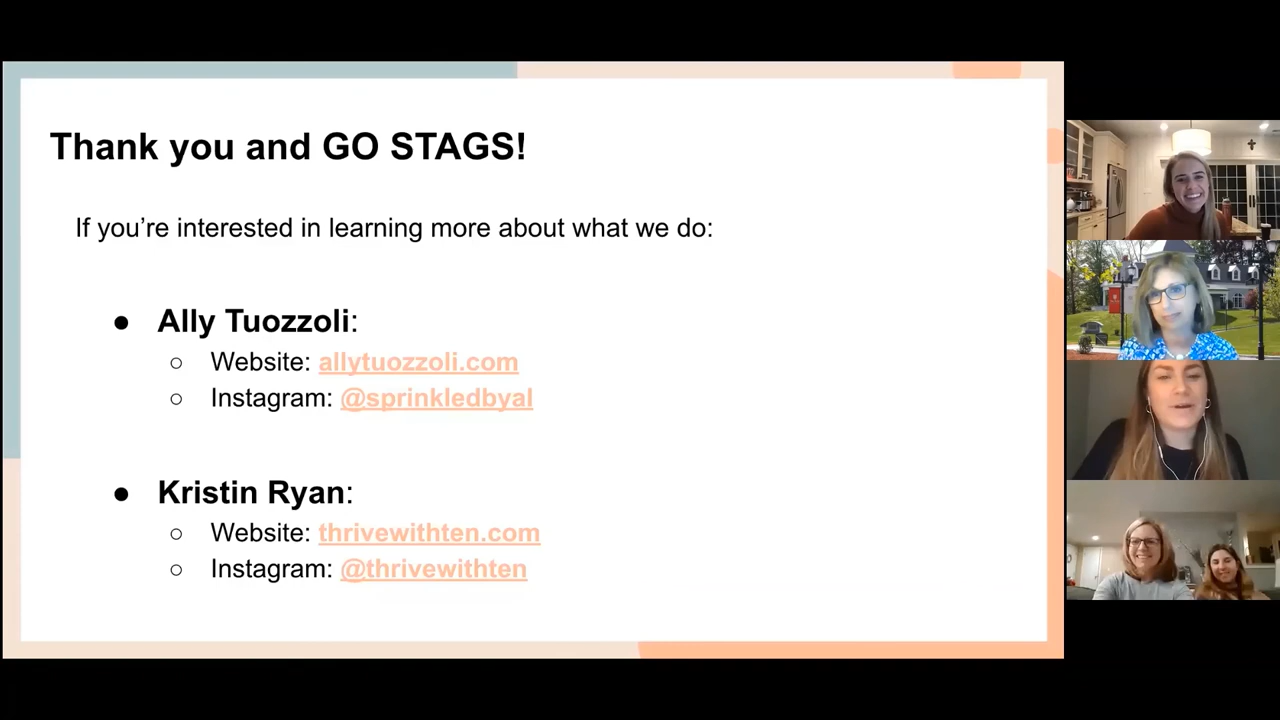 Thank you and GO STAGS!
If you’re interested in learning more about what we do:
● Ally Tuozzoli:
○ Website: allytuozzoli.com
○ Instagram: @sprinkledbyal
● Kristin Ryan:
○ Website: thrivewithten.com
○ Instagram: @thrivewithten